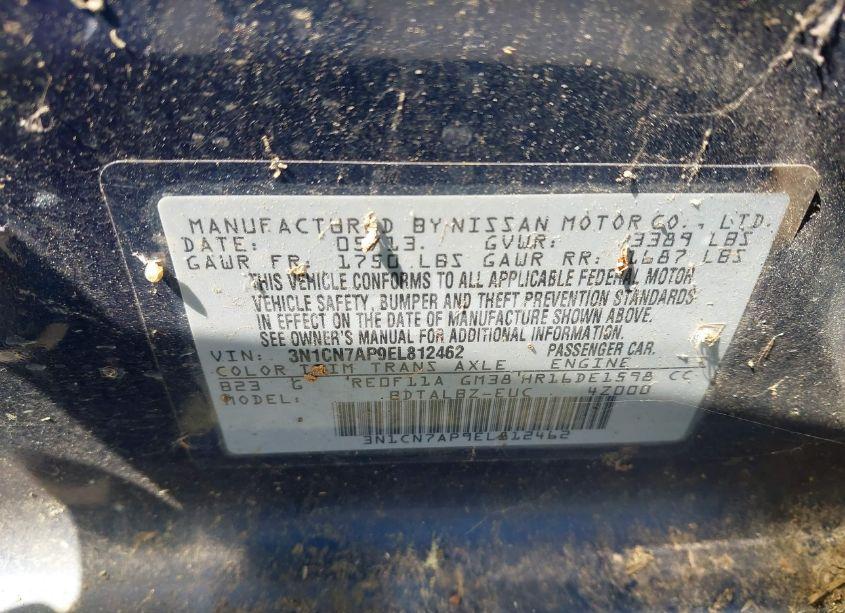 MANUFACTURED BY NISSAN MOTOR CO., LTD.
DATE: 05/13. GVWR: 3389 LBS
GAWR FR: 1750 LBS GAWR RR: 1687 LBS
THIS VEHICLE CONFORMS TO ALL APPLICABLE FEDERAL MOTOR
VEHICLE SAFETY, BUMPER AND THEFT PREVENTION STANDARDS
IN EFFECT ON THE DATE OF MANUFACTURE SHOWN ABOVE.
SEE OWNER'S MANUAL FOR ADDITIONAL INFORMATION.
VIN: 3N1CN7AP9EL812462 PASSENGER CAR
COLOR TRIM TRANS AXLE ENGINE
B23 G RE0F11A GM38 HR16DE1598 CC
MODEL: BDTALBZ-EUC 47000
3N1CN7AP9EL812462